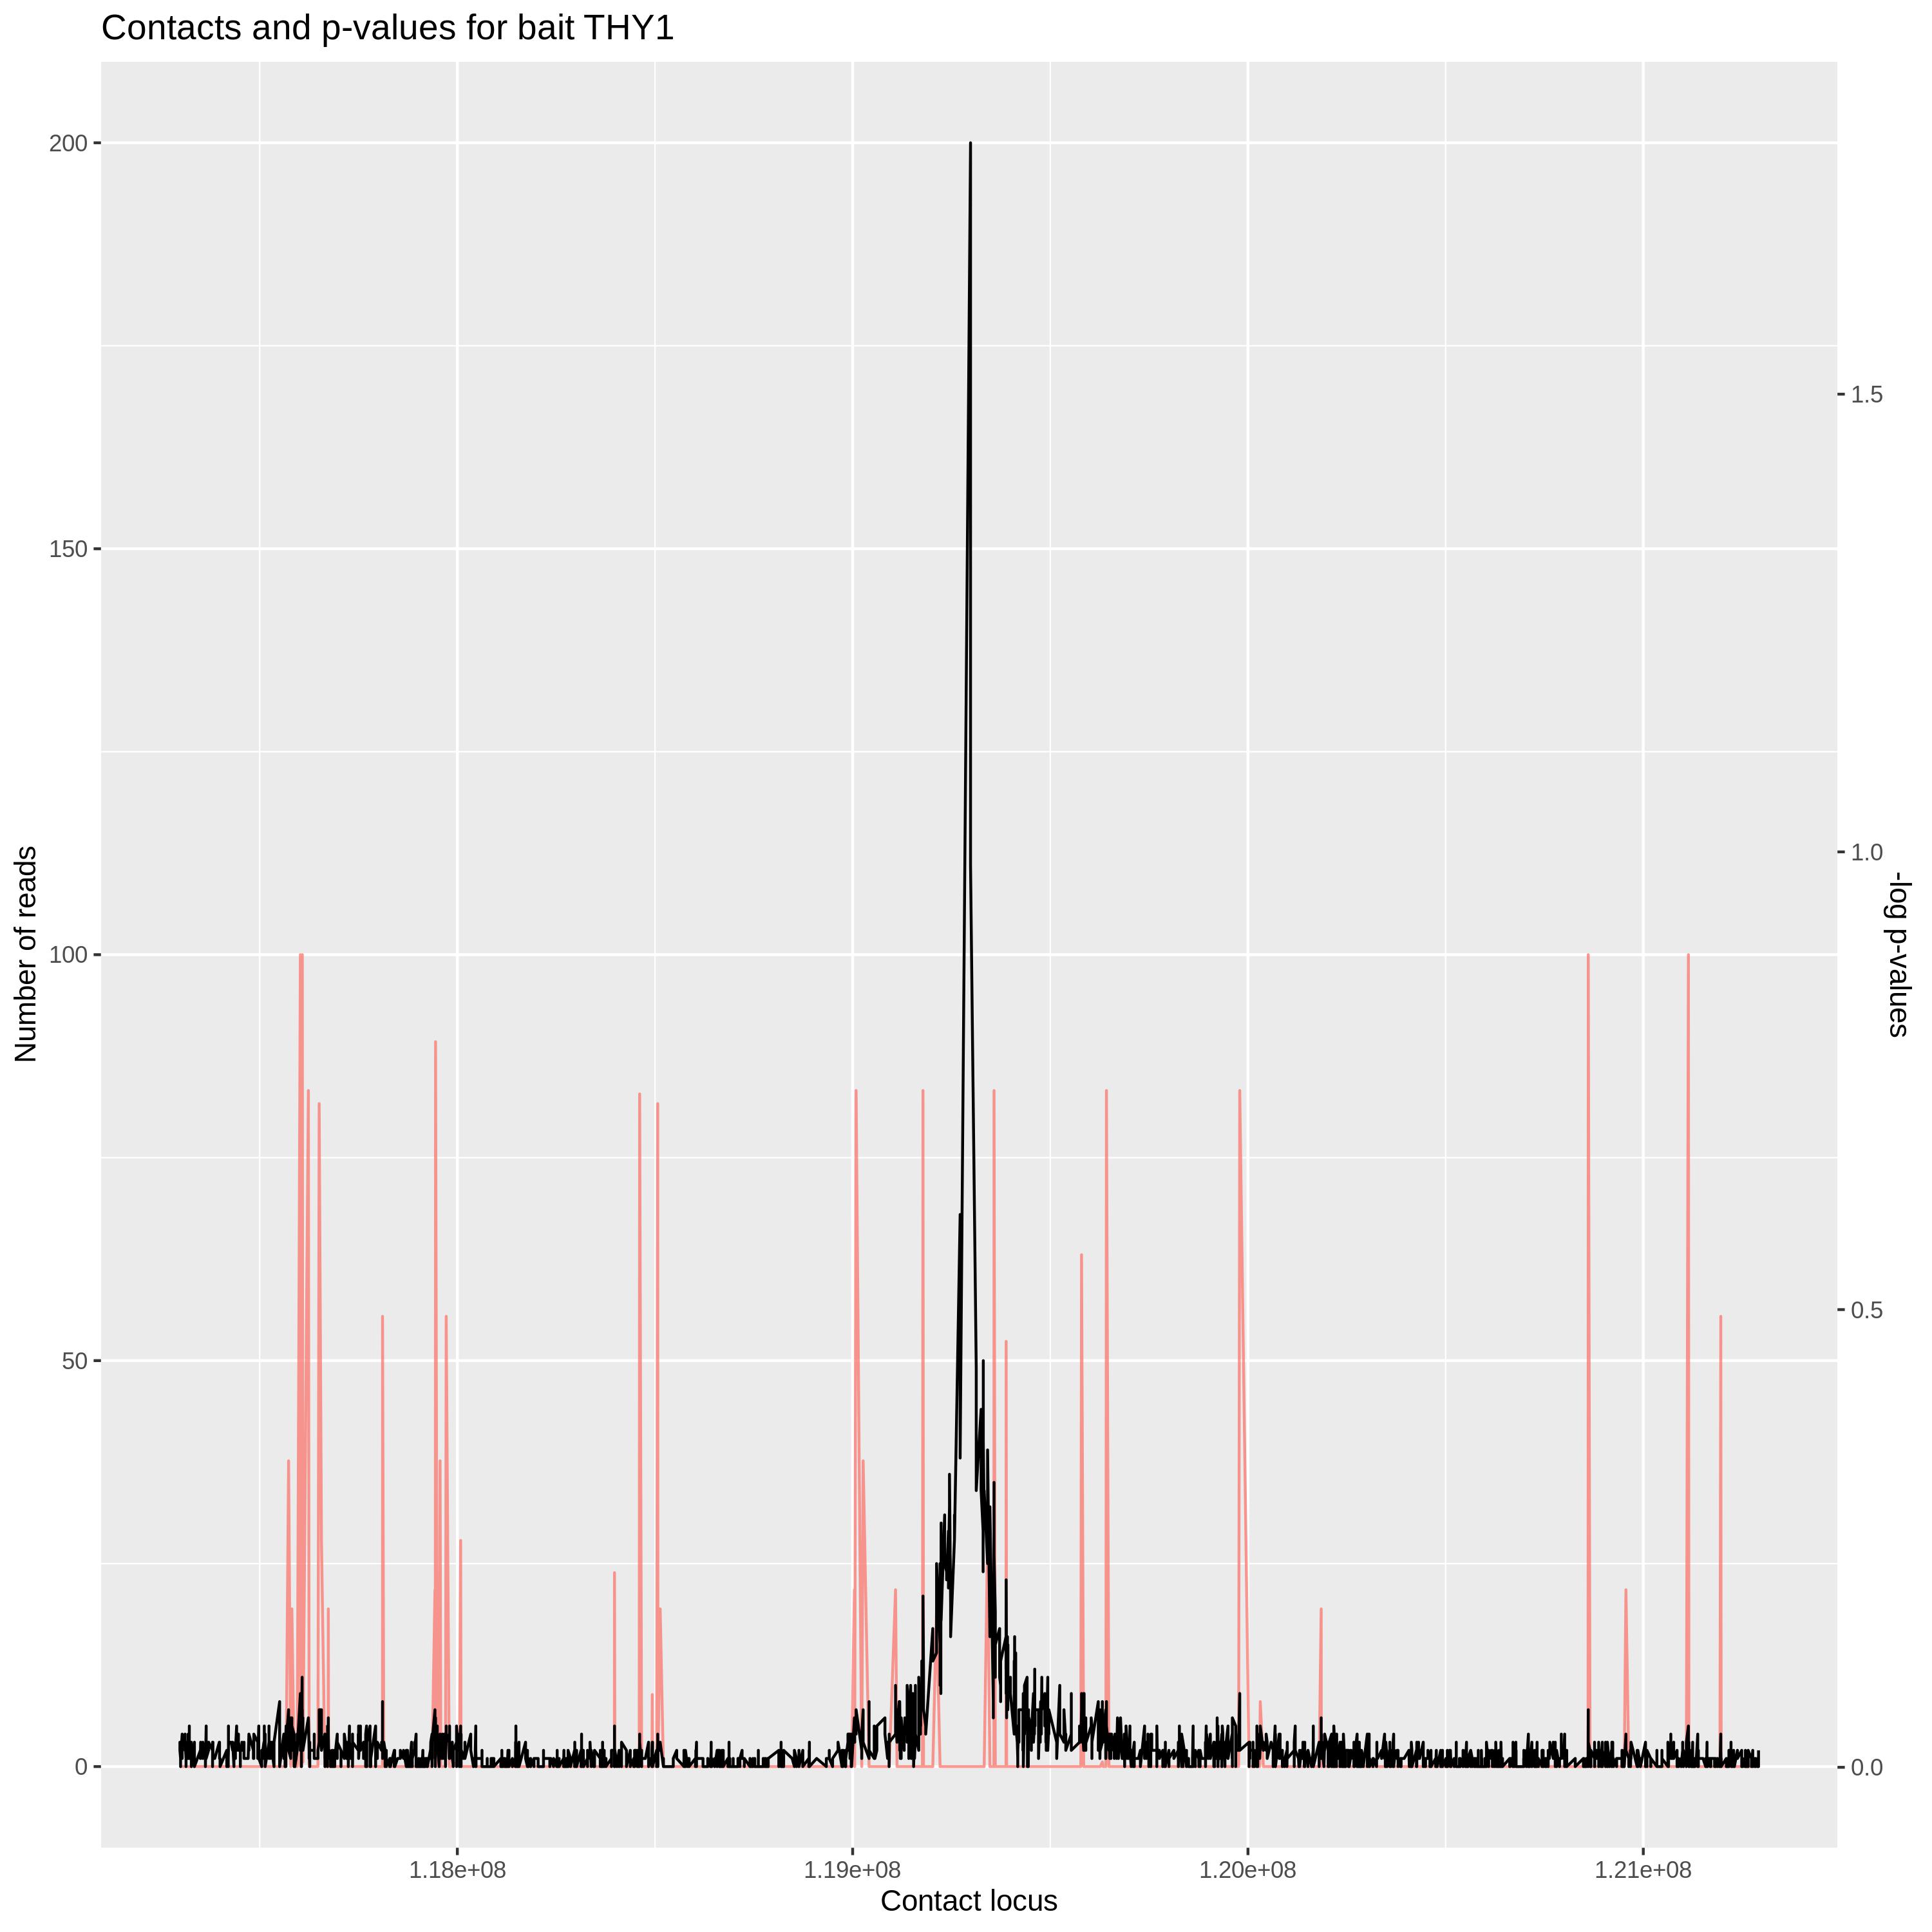 Contacts and p-values for bait THY1
200
150
100
50
0
Number of reads
1.5
1.0
0.5
0.0
-log p-values
1.18e+08
1.19e+08
1.20e+08
1.21e+08
Contact locus